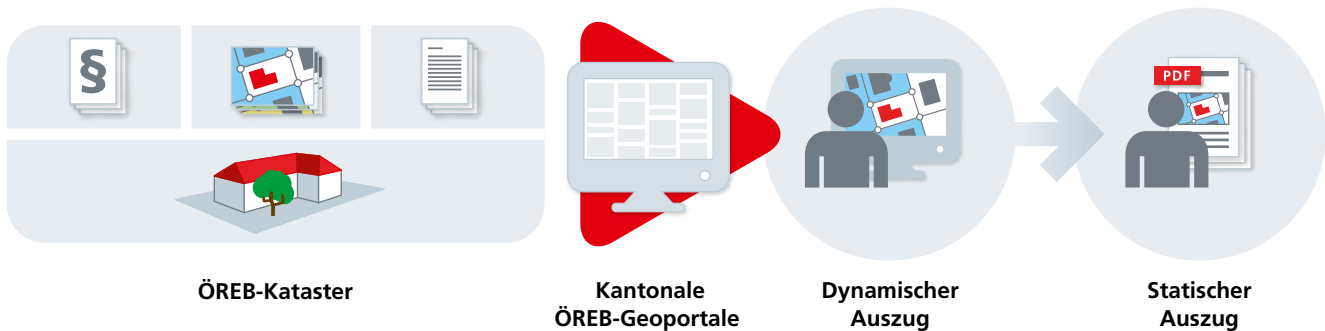 §
PDF
ÖREB-Kataster
Kantonale
ÖREB-Geoportale
Dynamischer
Auszug
Statischer
Auszug